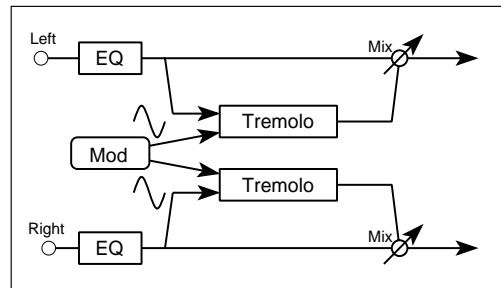 Left
EQ
Mix
Tremolo
Mod
Tremolo
Right
EQ
Mix